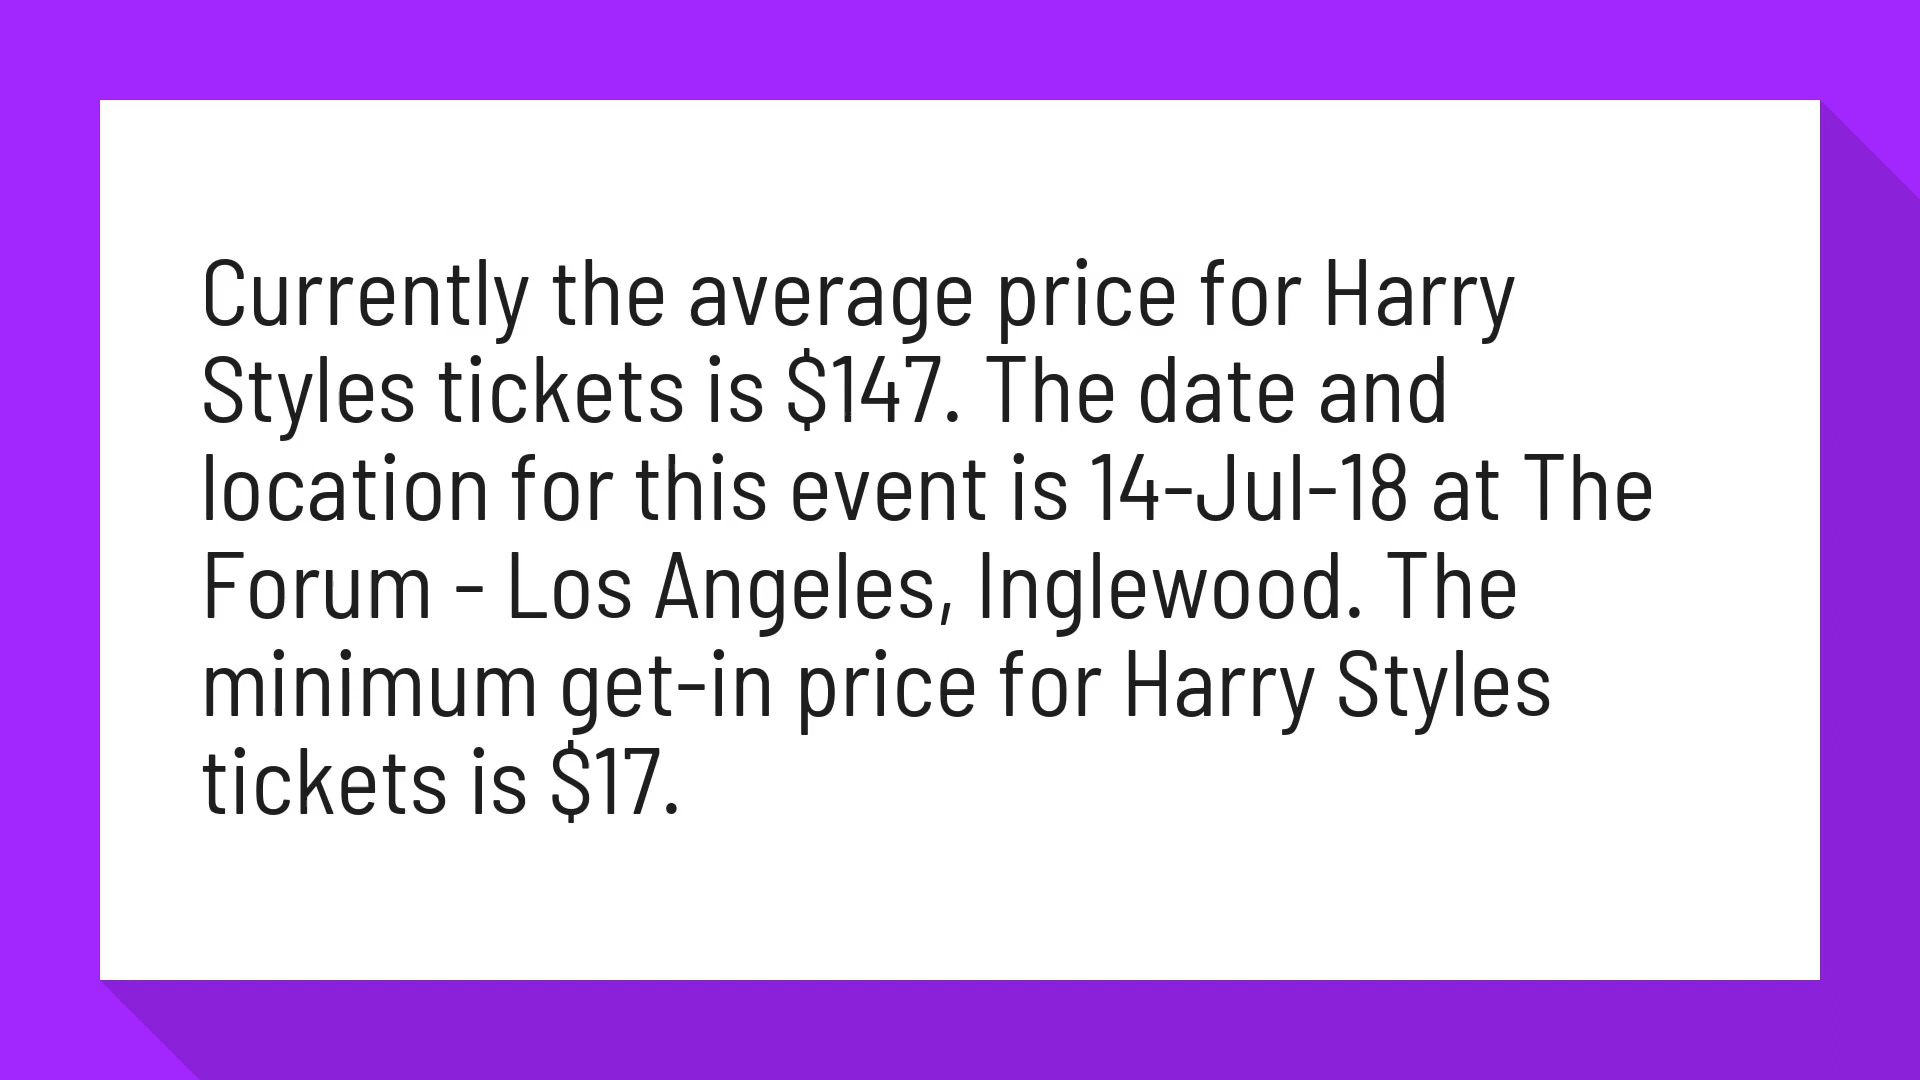 Currently the average price for Harry
Styles tickets is $147. The date and
location for this event is 14-Jul-18 at The
Forum - Los Angeles, Inglewood. The
minimum get-in price for Harry Styles
tickets is $17.